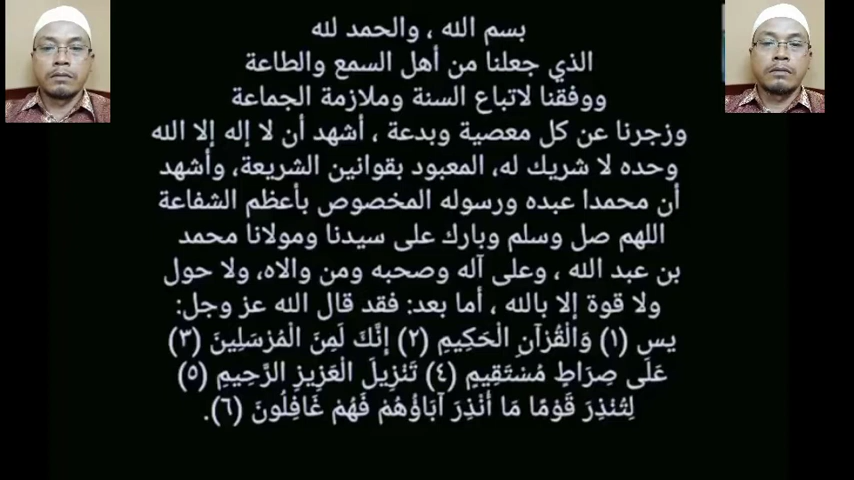 بسم الله ، والحمد لله
الذي جعلنا من أهل السمع والطاعة
ووفقنا لاتباع السنة وملازمة الجماعة
وزجرنا عن كل معصية وبدعة ، أشهد أن لا إله إلا الله
وحده لا شريك له، المعبود بقوانين الشريعة، وأشهد
أن محمدا عبده ورسوله المخصوص بأعظم الشفاعة
اللهم صل وسلم وبارك على سيدنا ومولانا محمد
بن عبد الله ، وعلى آله وصحبه ومن والاه، ولا حول
ولا قوة إلا بالله ، أما بعد: فقد قال الله عز وجل:
يس (١) وَالْقُرْآنِ الْحَكِيمِ (٢) إِنَّكَ لَمِنَ الْمُرْسَلِينَ (٣)
عَلَى صِرَاطٍ مُسْتَقِيمٍ (٤) تَنْزِيلَ الْعَزِيزِ الرَّحِيمِ (٥)
لِتُنْذِرَ قَوْمًا مَا أُنْذِرَ آبَاؤُهُمْ فَهُمْ غَافِلُونَ (٦).